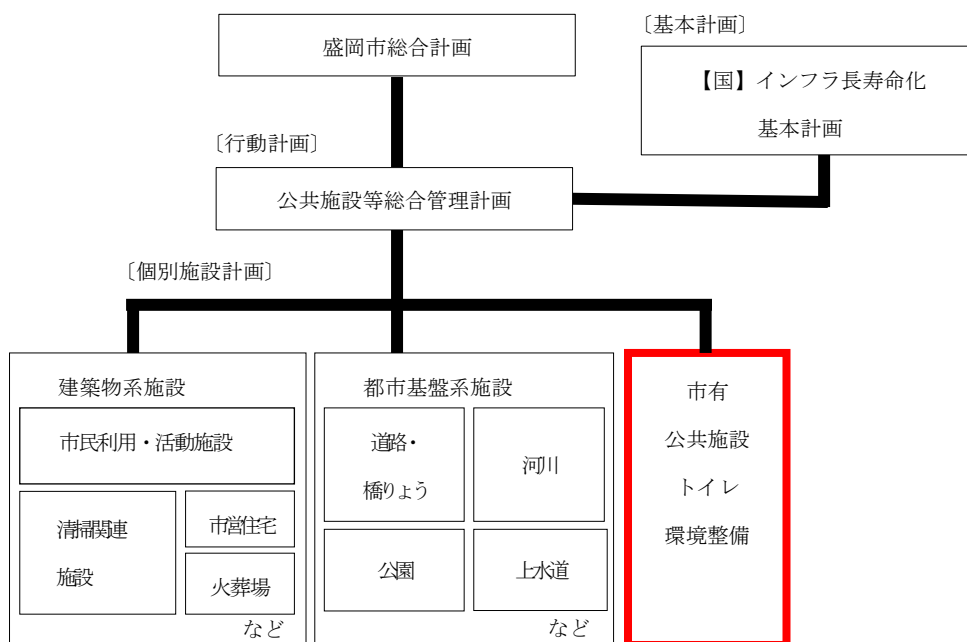 〔基本計画〕
盛岡市総合計画
【国】インフラ長寿命化
基本計画
〔行動計画〕
公共施設等総合管理計画
〔個別施設計画〕
建築物系施設
市民利用・活動施設
清掃関連
施設
市営住宅
火葬場
など
都市基盤系施設
道路・
橋りょう
河川
公園
上水道
など
市有
公共施設
トイレ
環境整備